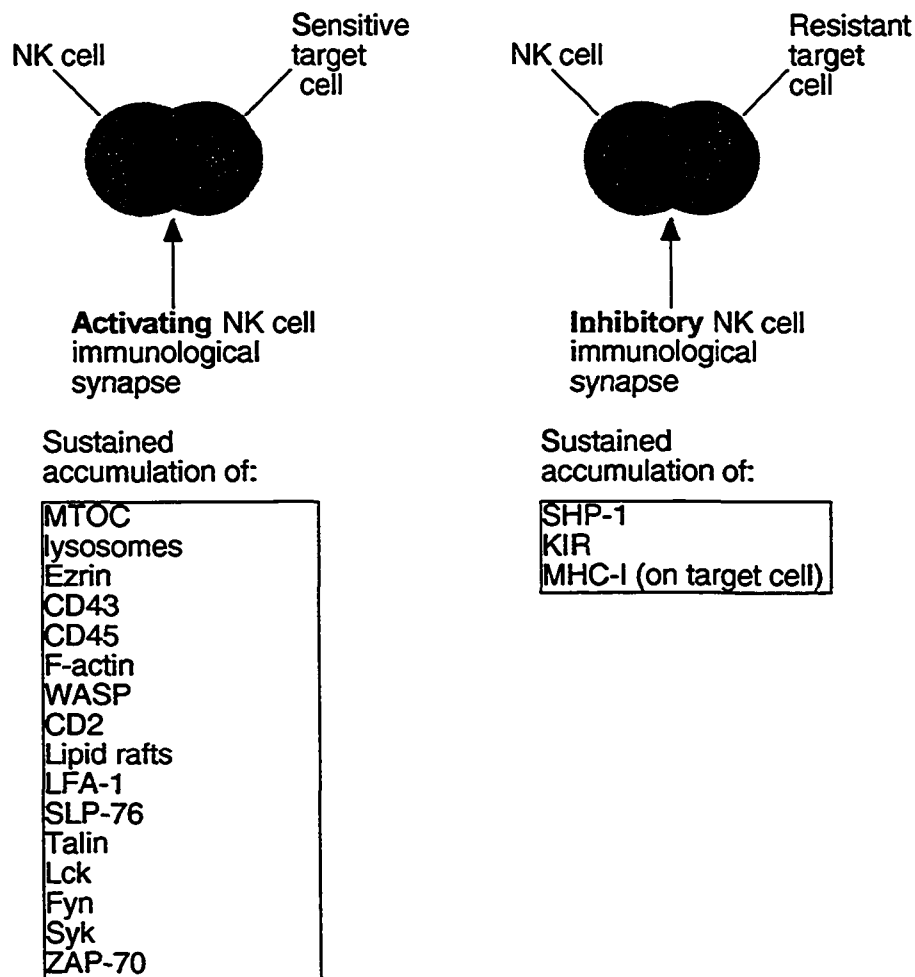 NK cell
Sensitive
target
cell
Activating NK cell
immunological
synapse
Sustained
accumulation of:
MTOC
lysosomes
Ezrin
CD43
CD45
F-actin
WASP
CD2
Lipid rafts
LFA-1
SLP-76
Talin
Lck
Fyn
Syk
ZAP-70
NK cell
Resistant
target
cell
Inhibitory NK cell
immunological
synapse
Sustained
accumulation of:
SHP-1
KIR
MHC-I (on target cell)